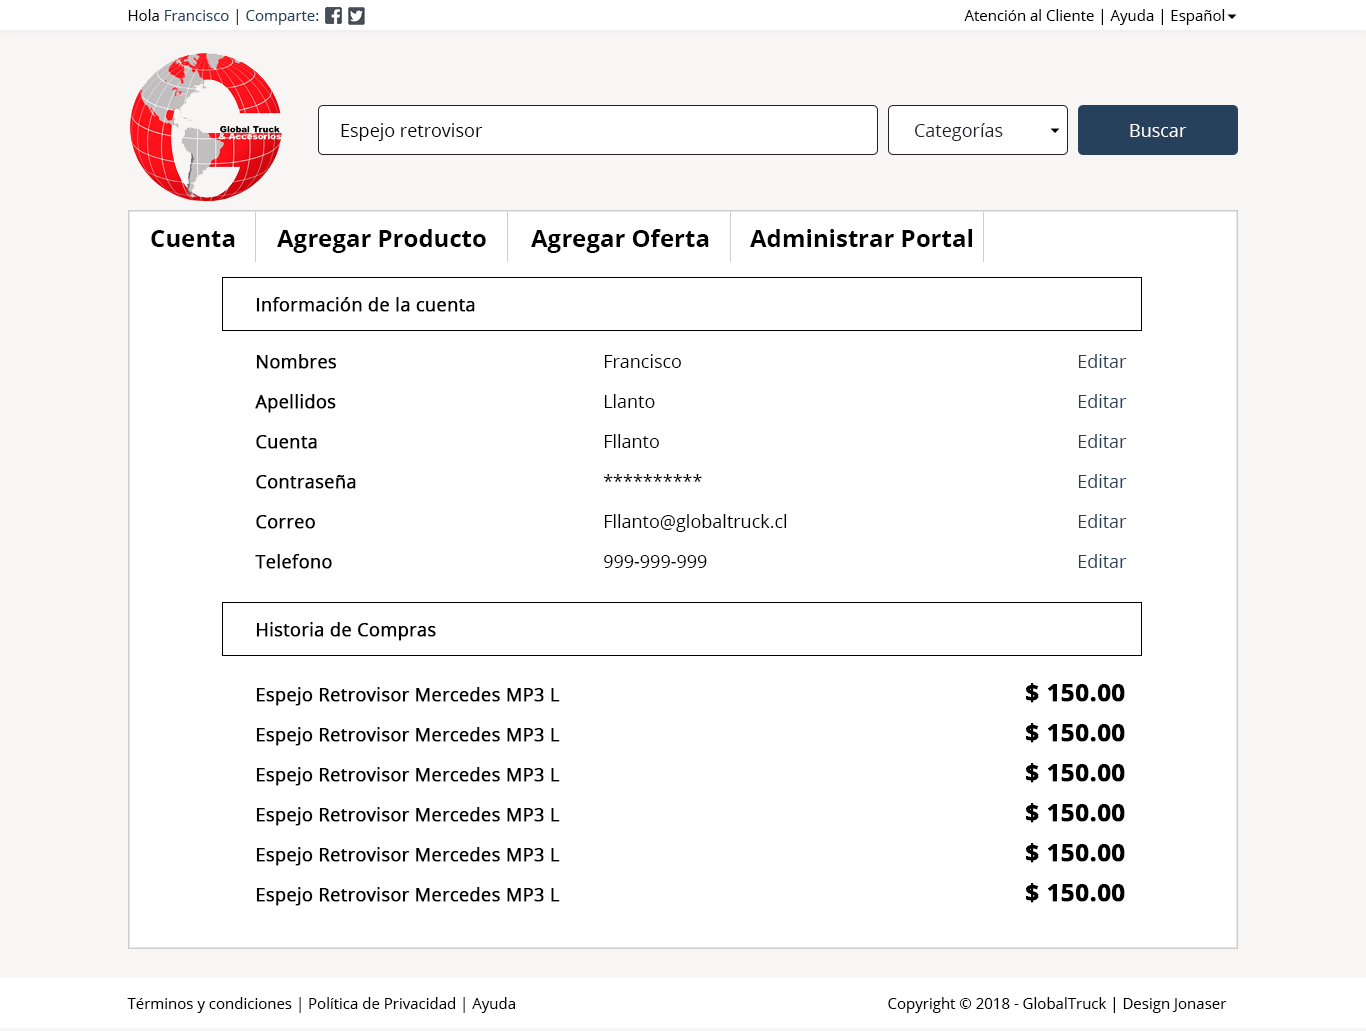 Hola Francisco | Comparte:
Atención al Cliente | Ayuda | Español
Global Truck
& Accesorios
Espejo retrovisor
Categorías
Buscar
Cuenta
Agregar Producto
Agregar Oferta
Administrar Portal
Información de la cuenta
Nombres Francisco Editar
Apellidos Llanto Editar
Cuenta Fllanto Editar
Contraseña ********** Editar
Correo Fllanto@globaltruck.cl Editar
Telefono 999-999-999 Editar
Historia de Compras
Espejo Retrovisor Mercedes MP3 L $ 150.00
Espejo Retrovisor Mercedes MP3 L $ 150.00
Espejo Retrovisor Mercedes MP3 L $ 150.00
Espejo Retrovisor Mercedes MP3 L $ 150.00
Espejo Retrovisor Mercedes MP3 L $ 150.00
Espejo Retrovisor Mercedes MP3 L $ 150.00
Términos y condiciones | Política de Privacidad | Ayuda
Copyright © 2018 - GlobalTruck | Design Jonaser